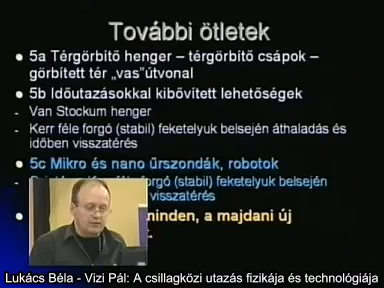 További ötletek
5a Térgörbítő henger – térgörbítő csápok –
görbített tér „vas”útvonal
5b Időutazásokkal kibővített lehetőségek
Van Stockum henger
Kerr féle forgó (stabil) feketelyuk belsején áthaladás és
időben visszatérés
5c Mikro és nano űrszondák, robotok
forgó (stabil) feketelyuk belsején
visszatérés
minden, a majdani új
Lukács Béla - Vizi Pál: A csillagközi utazás fizikája és technológiája